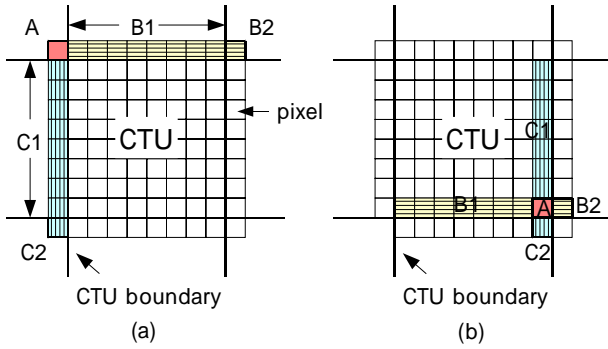 A
B1
B2
C1
CTU
pixel
C2
CTU boundary
(a)
CTU
C1
B1
A
B2
C2
CTU boundary
(b)